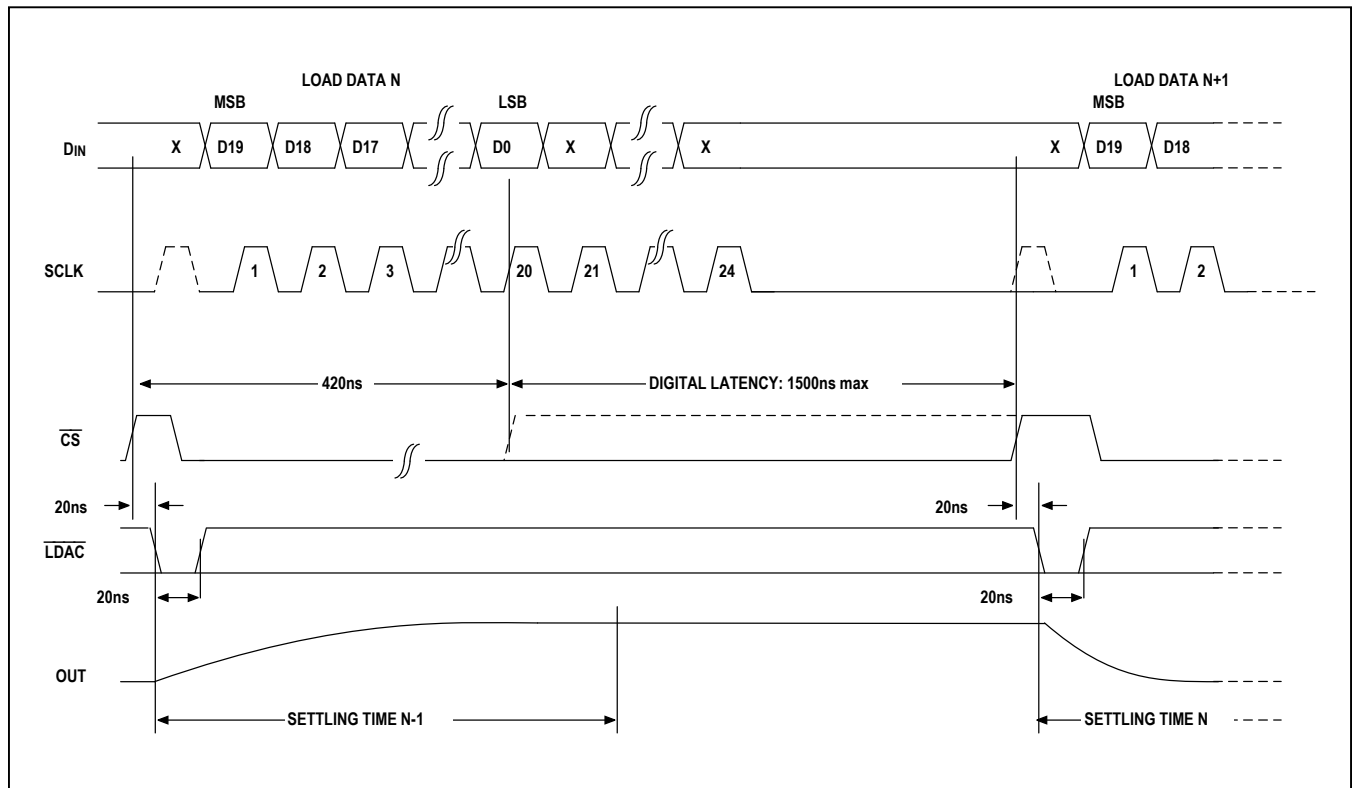 LOAD DATA N
LOAD DATA N+1
MSB
LSB
MSB
DIN
X
D19
D18
D17
D0
X
X
X
D19
D18
SCLK
1
2
3
20
21
24
1
2
420ns
DIGITAL LATENCY: 1500ns max
CS
20ns
20ns
LDAC
20ns
20ns
OUT
SETTLING TIME N-1
SETTLING TIME N